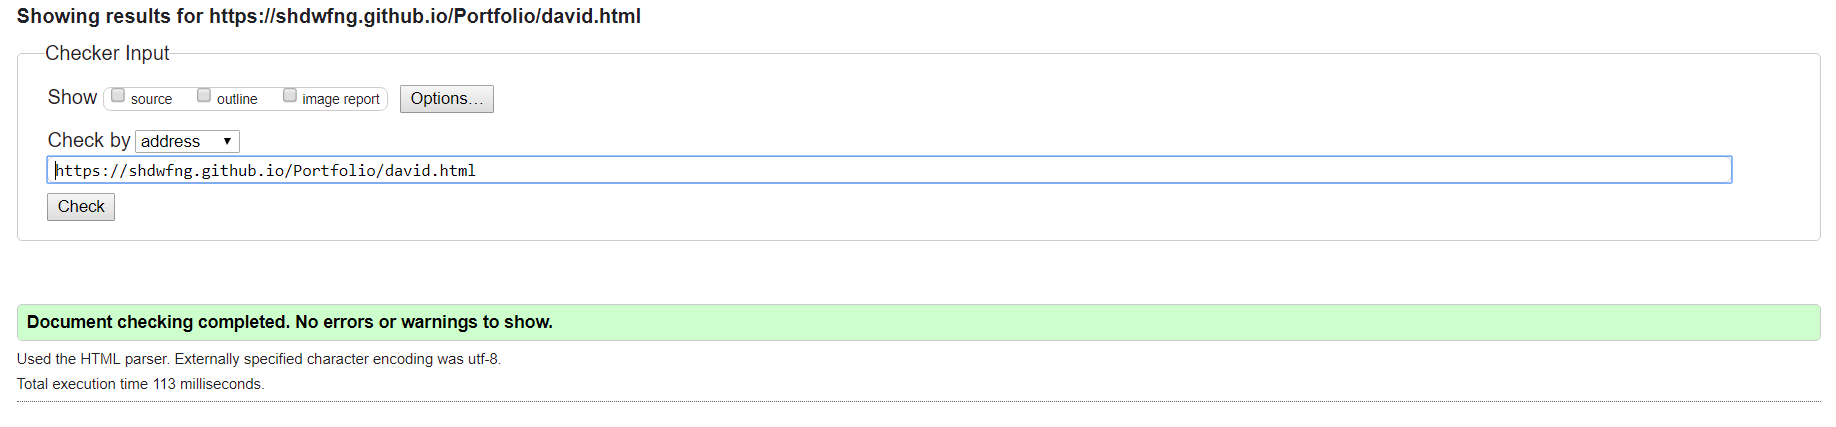 Showing results for https://shdwfng.github.io/Portfolio/david.html
Checker Input
Show source outline image report Options...
Check by address
https://shdwfng.github.io/Portfolio/david.html
Check
Document checking completed. No errors or warnings to show.
Used the HTML parser. Externally specified character encoding was utf-8.
Total execution time 113 milliseconds.